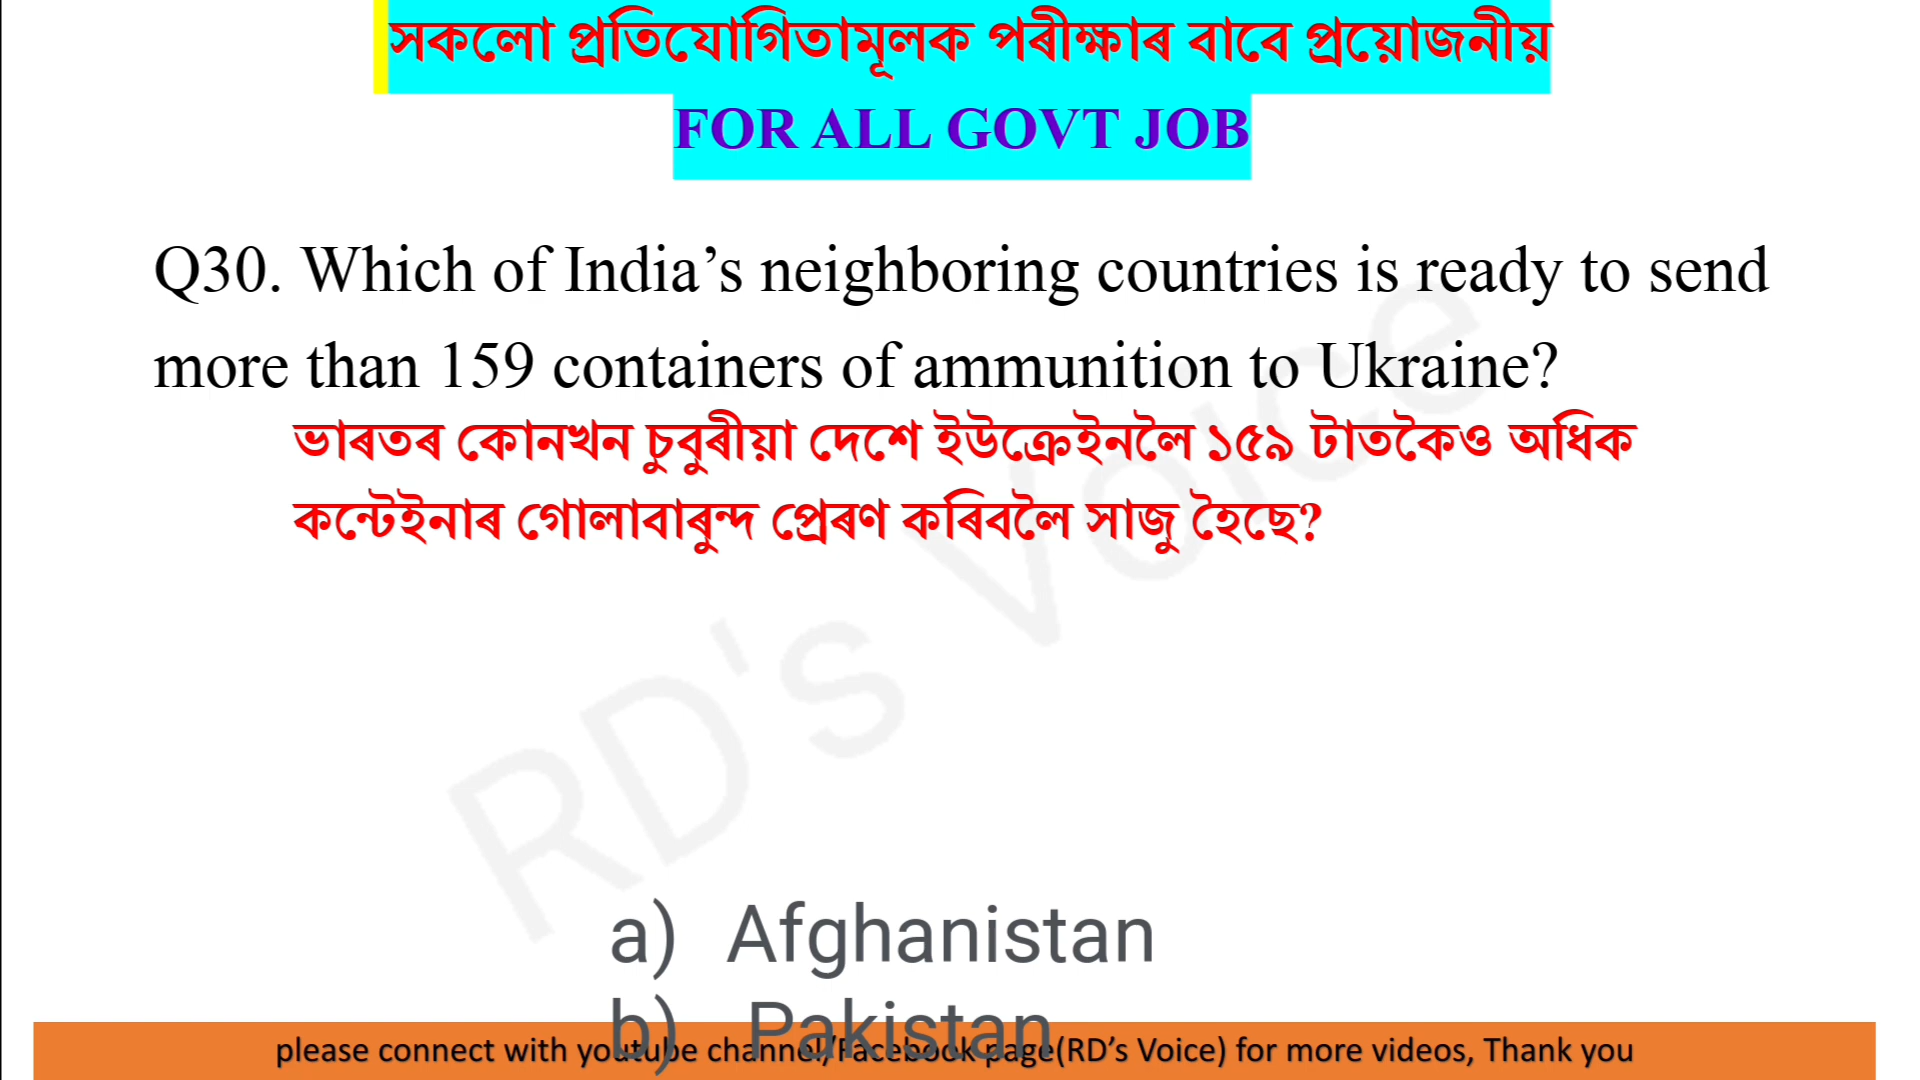 সকলো প্ৰতিযোগিতামূলক পৰীক্ষাৰ বাবে প্ৰয়োজনীয়
FOR ALL GOVT JOB
Q30. Which of India’s neighboring countries is ready to send
more than 159 containers of ammunition to Ukraine?
ভাৰতৰ কোনখন চুবুৰীয়া দেশে ইউক্ৰেইনলৈ ১৫৯ টাতকৈও অধিক
কন্টেইনাৰ গোলাবাৰুন্দ প্ৰেৰণ কৰিবলৈ সাজু হৈছে?
RD's Voice
a) Afghanistan
b) Pakistan
please connect with youtube channel/Facebook page(RD’s Voice) for more videos, Thank you